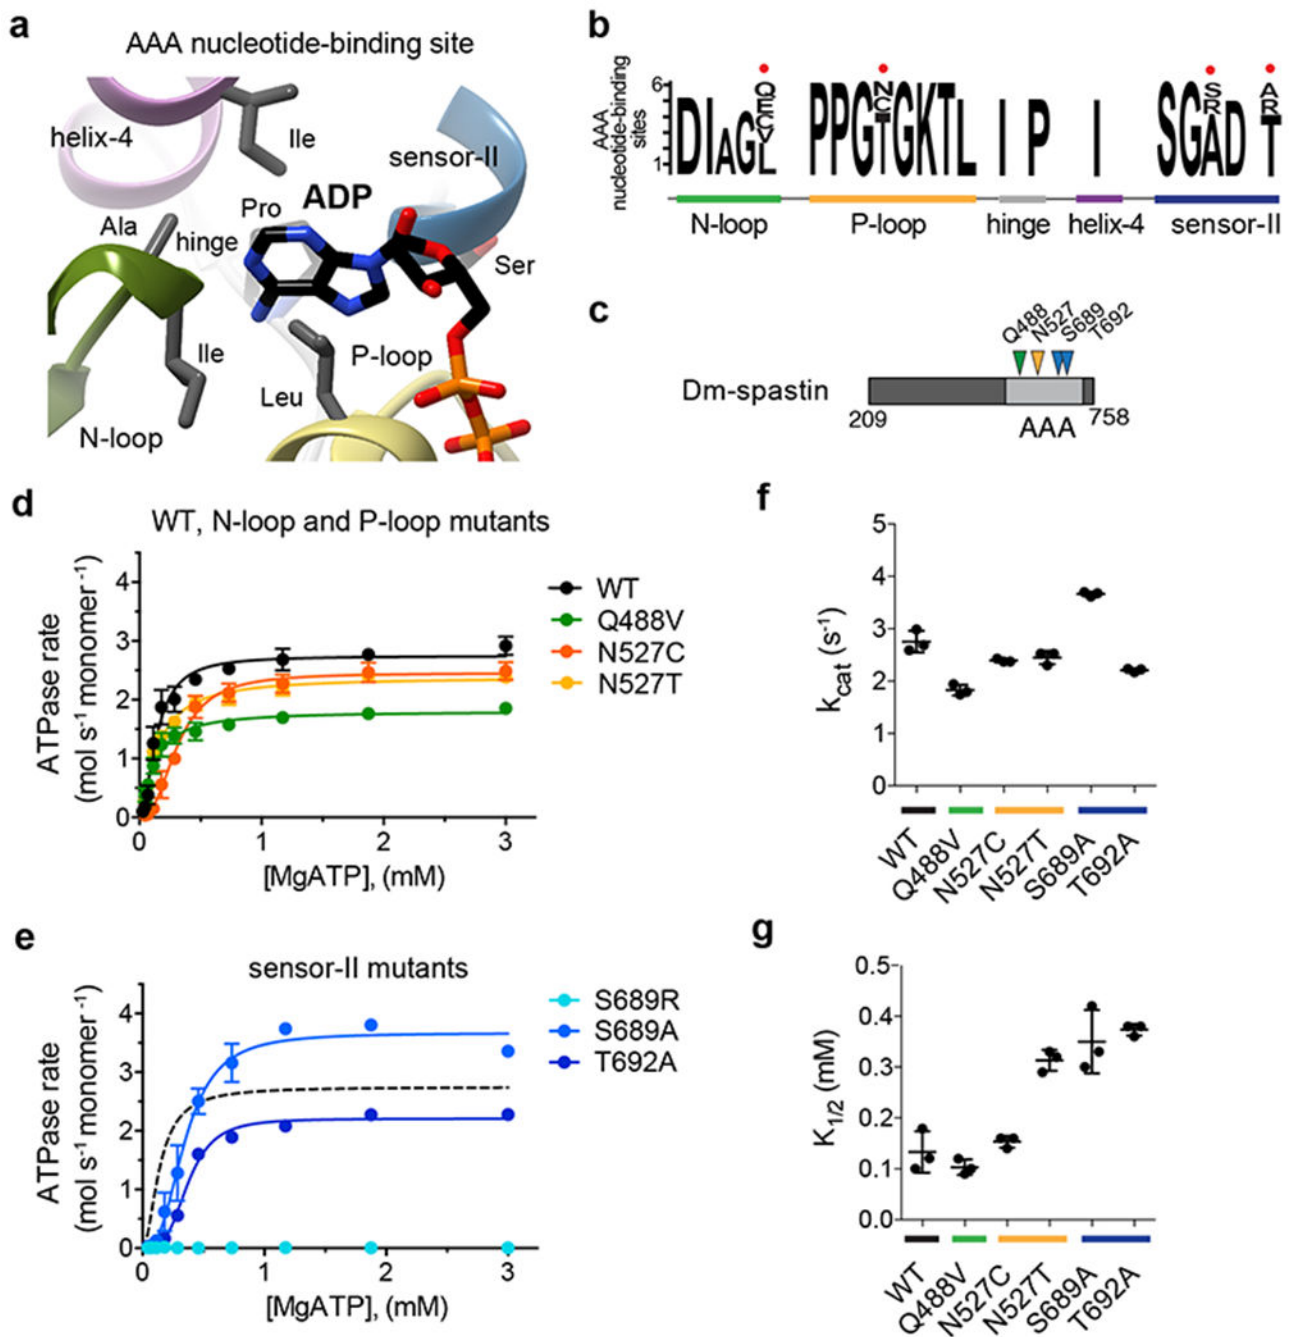 a
AAA nucleotide-binding site
helix-4
Ile
sensor-II
ADP
Pro
Ala
hinge
Ser
Ile
P-loop
Leu
N-loop
b
AAA
nucleotide-binding
sites
6
1
DIAGL
V
C
E
Q
PPGTGKTL
C
N
I P
I
SGAD T
R
S
R
A
N-loop
P-loop
hinge
helix-4
sensor-II
c
Q488
N527
S689
T692
Dm-spastin
209
758
AAA
d
WT, N-loop and P-loop mutants
ATPase rate
(mol s⁻¹ monomer⁻¹)
4
3
2
1
0
0
1
2
3
[MgATP], (mM)
WT
Q488V
N527C
N527T
e
sensor-II mutants
ATPase rate
(mol s⁻¹ monomer⁻¹)
4
3
2
1
0
0
1
2
3
[MgATP], (mM)
S689R
S689A
T692A
f
kcat (s⁻¹)
5
4
3
2
1
0
WT
Q488V
N527C
N527T
S689A
T692A
g
K1/2 (mM)
0.5
0.4
0.3
0.2
0.1
0.0
WT
Q488V
N527C
N527T
S689A
T692A